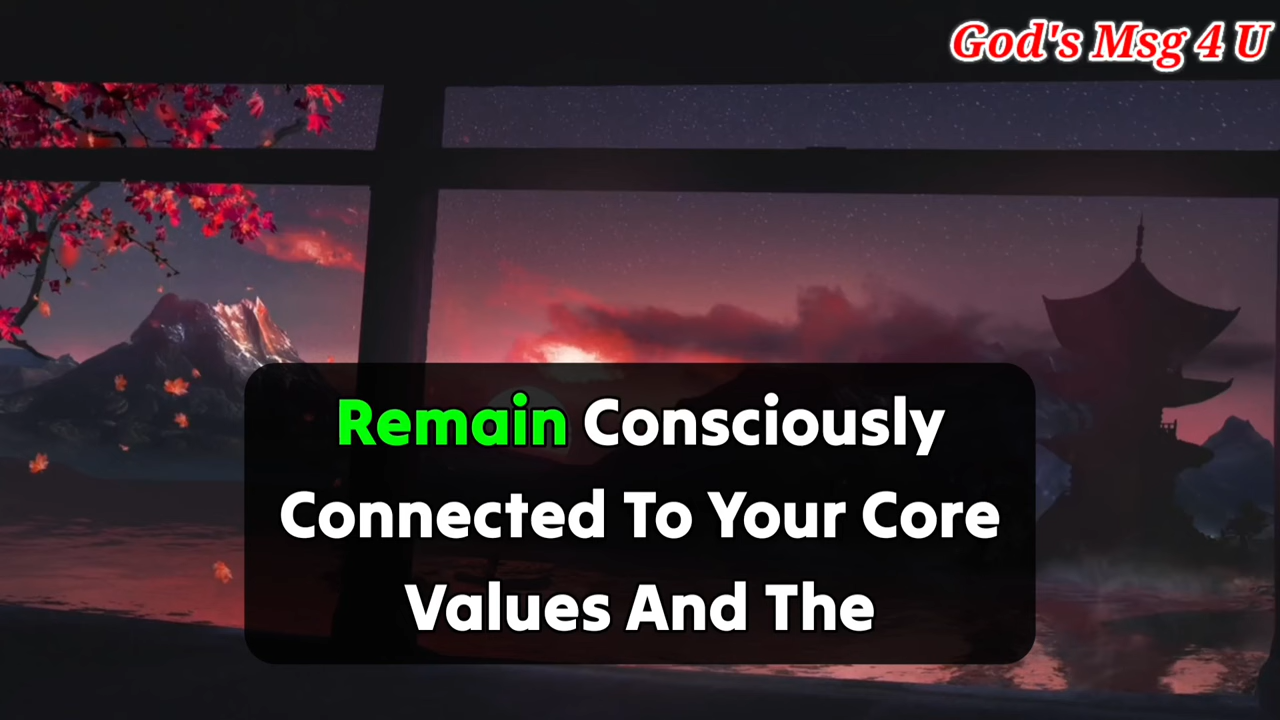 God's Msg 4 U
Remain Consciously
Connected To Your Core
Values And The